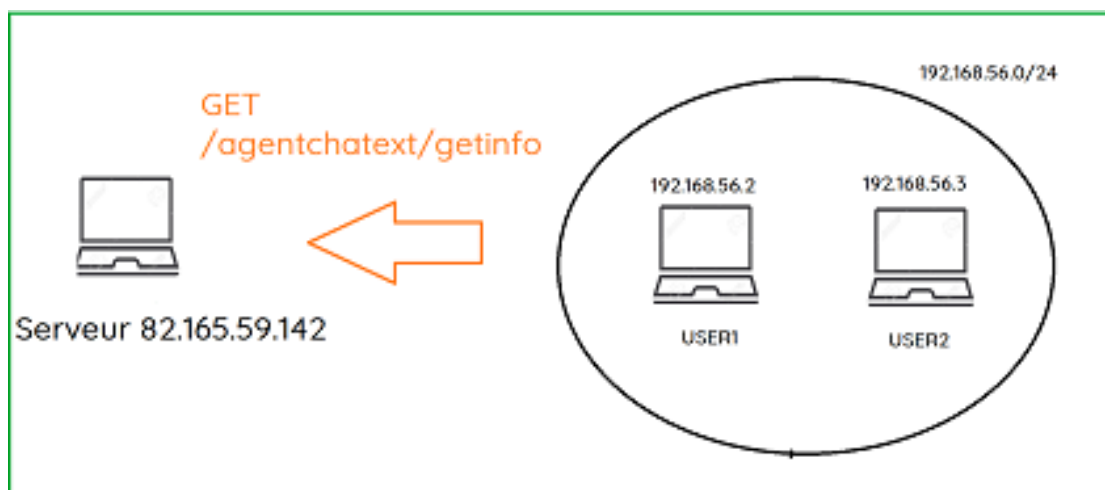 192.168.56.0/24
GET
/agentchatext/getinfo
192.168.56.2
192.168.56.3
Serveur 82.165.59.142
USER1
USER2